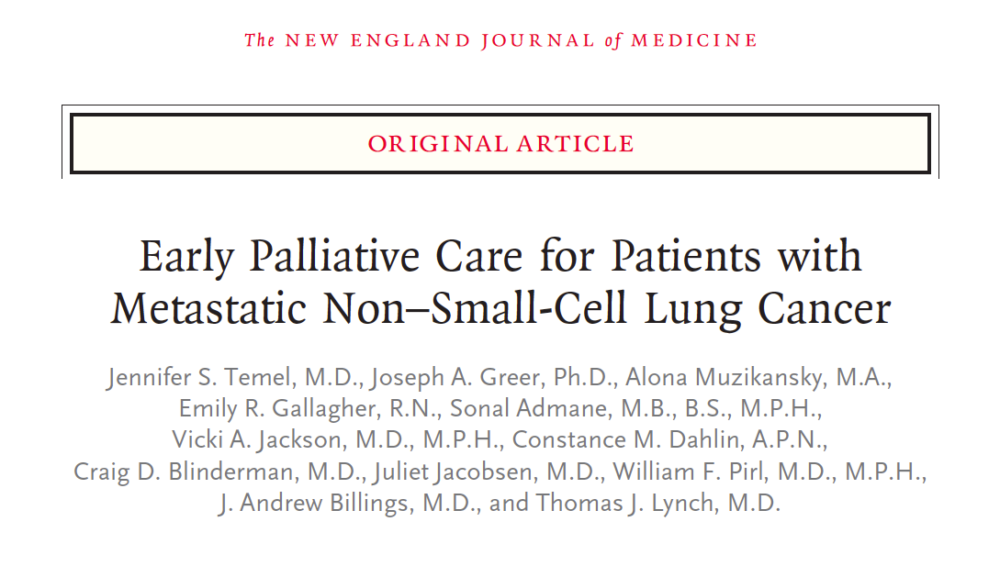 The NEW ENGLAND JOURNAL of MEDICINE
ORIGINAL ARTICLE
Early Palliative Care for Patients with
Metastatic Non–Small-Cell Lung Cancer
Jennifer S. Temel, M.D., Joseph A. Greer, Ph.D., Alona Muzikansky, M.A.,
Emily R. Gallagher, R.N., Sonal Admane, M.B., B.S., M.P.H.,
Vicki A. Jackson, M.D., M.P.H., Constance M. Dahlin, A.P.N.,
Craig D. Blinderman, M.D., Juliet Jacobsen, M.D., William F. Pirl, M.D., M.P.H.,
J. Andrew Billings, M.D., and Thomas J. Lynch, M.D.